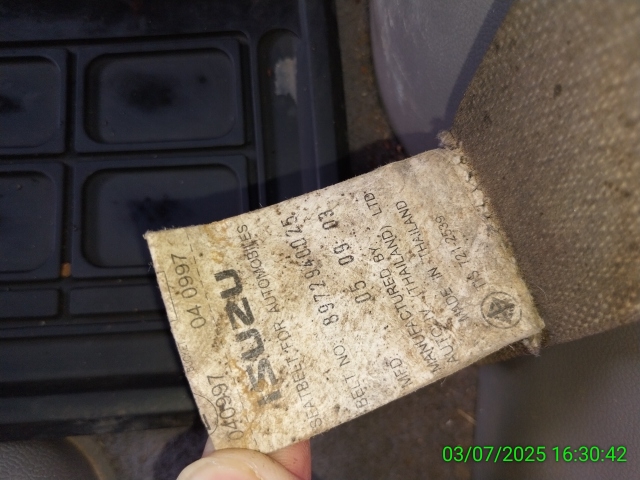 040997 04 0997
ISUZU
SEATBELT FOR AUTOMOBILES
BELT NO. 8972940025
MFD. 05 09 03
MANUFACTURED BY
AUTOLIV (THAILAND) LTD.
MADE IN THAILAND
2539
03/07/2025 16:30:42